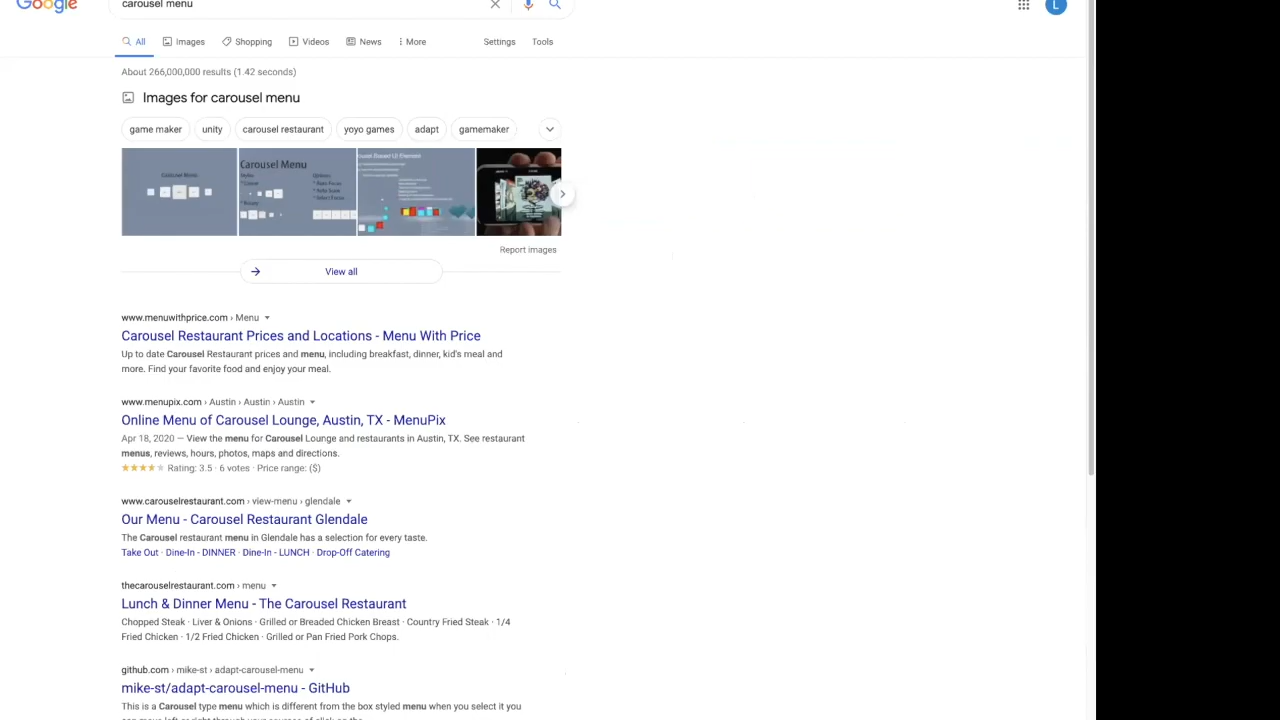 Google
carousel menu
L
All
Images
Shopping
Videos
News
More
Settings
Tools
About 266,000,000 results (1.42 seconds)
Images for carousel menu
game maker
unity
carousel restaurant
yoyo games
adapt
gamemaker
Carousel Menu
Carousel Menu
Report images
View all
www.menuwithprice.com › Menu
Carousel Restaurant Prices and Locations - Menu With Price
Up to date Carousel Restaurant prices and menu, including breakfast, dinner, kid's meal and
more. Find your favorite food and enjoy your meal.
www.menupix.com › Austin › Austin › Austin
Online Menu of Carousel Lounge, Austin, TX - MenuPix
Apr 18, 2020 — View the menu for Carousel Lounge and restaurants in Austin, TX. See restaurant
menus, reviews, hours, photos, maps and directions.
Rating: 3.5 · 6 votes · Price range: ($)
www.carouselrestaurant.com › view-menu › glendale
Our Menu - Carousel Restaurant Glendale
The Carousel restaurant menu in Glendale has a selection for every taste.
Take Out · Dine-In - DINNER · Dine-In - LUNCH · Drop-Off Catering
thecarouselrestaurant.com › menu
Lunch & Dinner Menu - The Carousel Restaurant
Chopped Steak · Liver & Onions · Grilled or Breaded Chicken Breast · Country Fried Steak · 1/4
Fried Chicken · 1/2 Fried Chicken · Grilled or Pan Fried Pork Chops.
github.com › mike-st › adapt-carousel-menu
mike-st/adapt-carousel-menu - GitHub
This is a Carousel type menu which is different from the box styled menu when you select it you